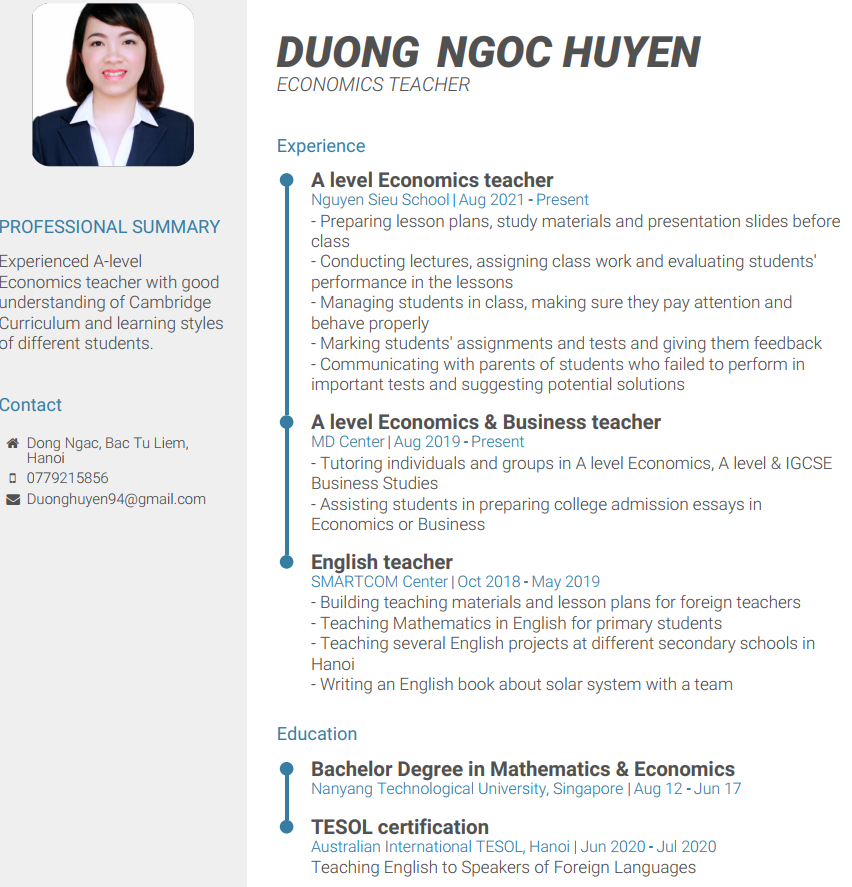 DUONG NGOC HUYEN
ECONOMICS TEACHER
PROFESSIONAL SUMMARY
Experienced A-level
Economics teacher with good
understanding of Cambridge
Curriculum and learning styles
of different students.
Contact
Dong Ngac, Bac Tu Liem,
Hanoi
0779215856
Duonghuyen94@gmail.com
Experience
A level Economics teacher
Nguyen Sieu School | Aug 2021 - Present
- Preparing lesson plans, study materials and presentation slides before
class
- Conducting lectures, assigning class work and evaluating students'
performance in the lessons
- Managing students in class, making sure they pay attention and
behave properly
- Marking students' assignments and tests and giving them feedback
- Communicating with parents of students who failed to perform in
important tests and suggesting potential solutions
A level Economics & Business teacher
MD Center | Aug 2019 - Present
- Tutoring individuals and groups in A level Economics, A level & IGCSE
Business Studies
- Assisting students in preparing college admission essays in
Economics or Business
English teacher
SMARTCOM Center | Oct 2018 - May 2019
- Building teaching materials and lesson plans for foreign teachers
- Teaching Mathematics in English for primary students
- Teaching several English projects at different secondary schools in
Hanoi
- Writing an English book about solar system with a team
Education
Bachelor Degree in Mathematics & Economics
Nanyang Technological University, Singapore | Aug 12 - Jun 17
TESOL certification
Australian International TESOL, Hanoi | Jun 2020 - Jul 2020
Teaching English to Speakers of Foreign Languages